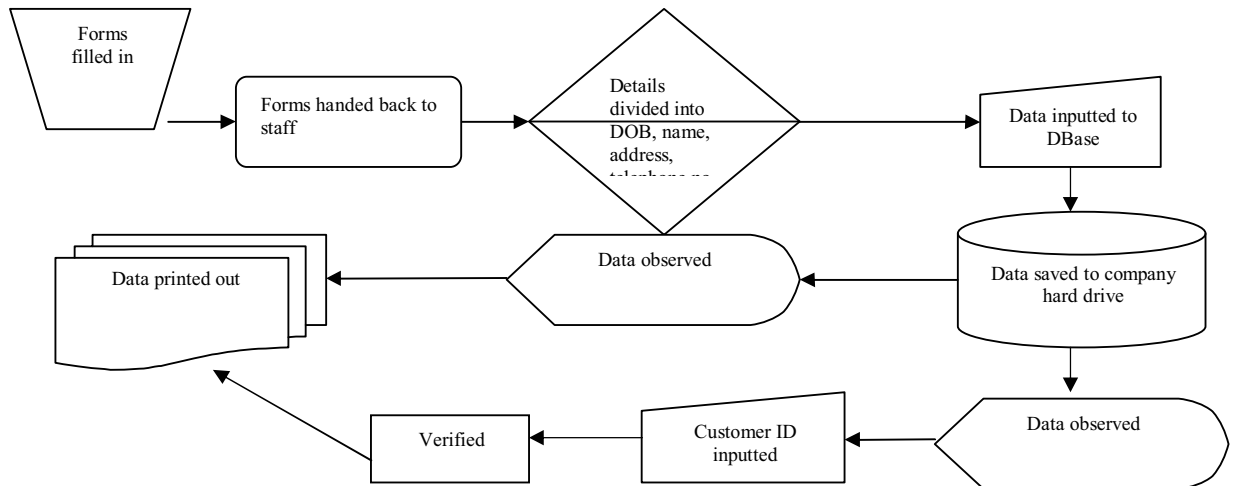 Forms
filled in
Forms handed back to
staff
Details
divided into
DOB, name,
address,
Data inputted to
DBase
Data printed out
Data observed
Data saved to company
hard drive
Verified
Customer ID
inputted
Data observed